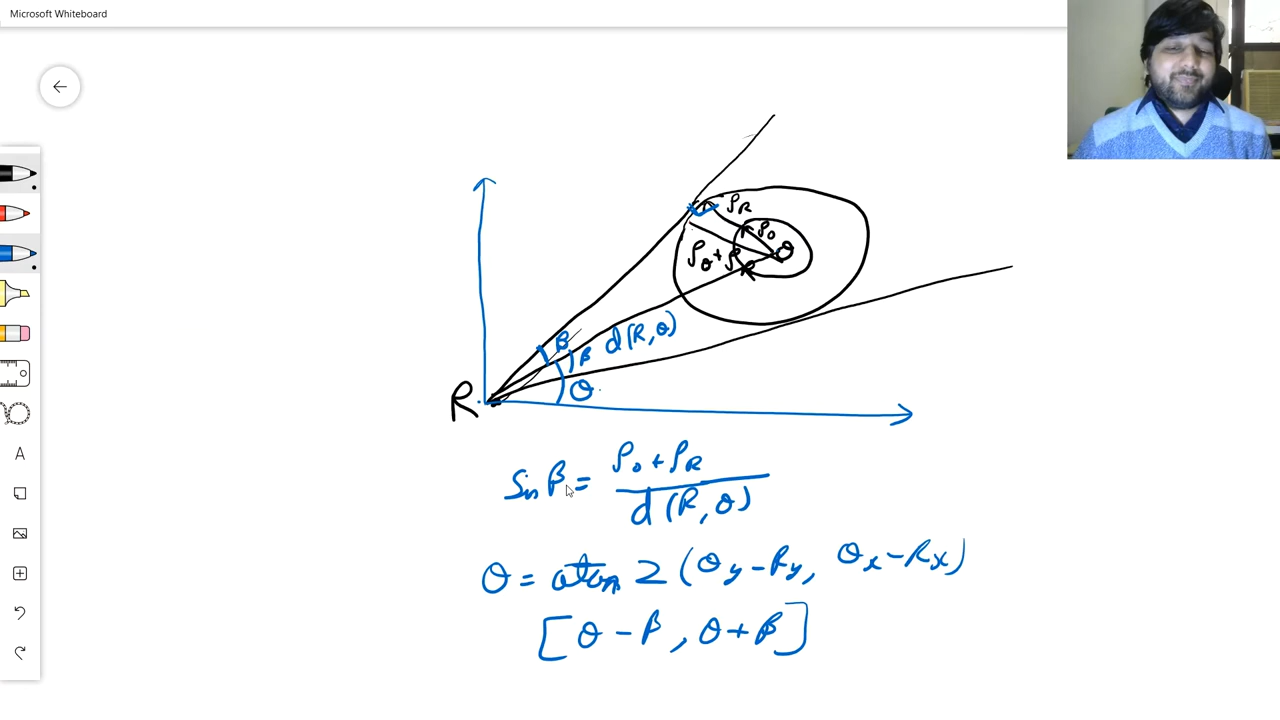 Microsoft Whiteboard
ρR
ρo
O
ρo + ρR
β
β
d(R, O)
θ
R
A
Sin β = ρo + ρR / d(R, O)
θ = atan2(Oy - Ry, Ox - Rx)
[θ - β, θ + β]